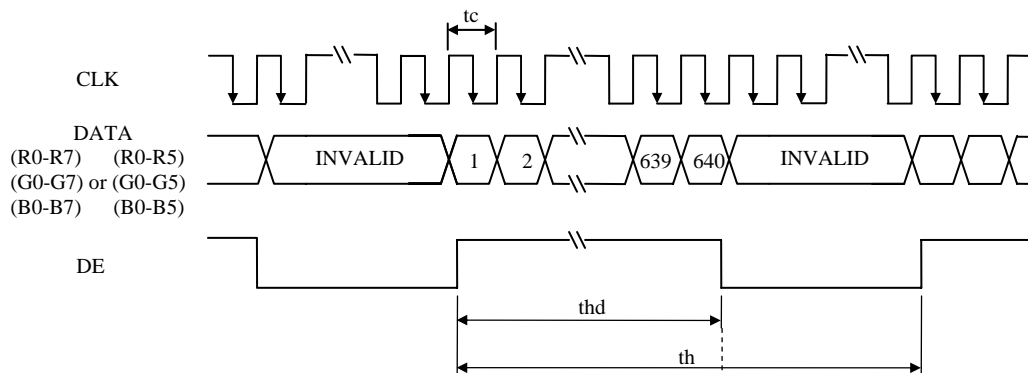 tc
CLK
DATA
(R0-R7) (R0-R5)
(G0-G7) or (G0-G5)
(B0-B7) (B0-B5)
INVALID 1 2 639 640 INVALID
DE
thd
th